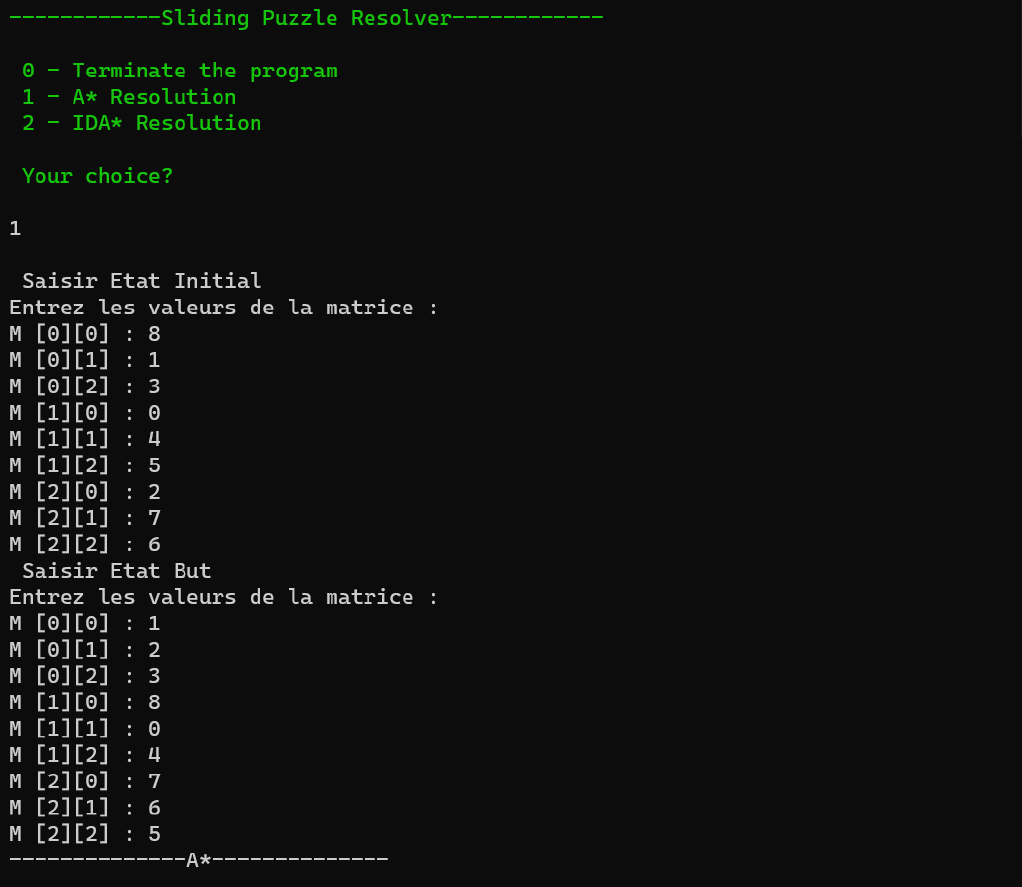 ------------Sliding Puzzle Resolver------------
0 - Terminate the program
1 - A* Resolution
2 - IDA* Resolution
Your choice?
1
Saisir Etat Initial
Entrez les valeurs de la matrice :
M [0][0] : 8
M [0][1] : 1
M [0][2] : 3
M [1][0] : 0
M [1][1] : 4
M [1][2] : 5
M [2][0] : 2
M [2][1] : 7
M [2][2] : 6
Saisir Etat But
Entrez les valeurs de la matrice :
M [0][0] : 1
M [0][1] : 2
M [0][2] : 3
M [1][0] : 8
M [1][1] : 0
M [1][2] : 4
M [2][0] : 7
M [2][1] : 6
M [2][2] : 5
--------------A*--------------